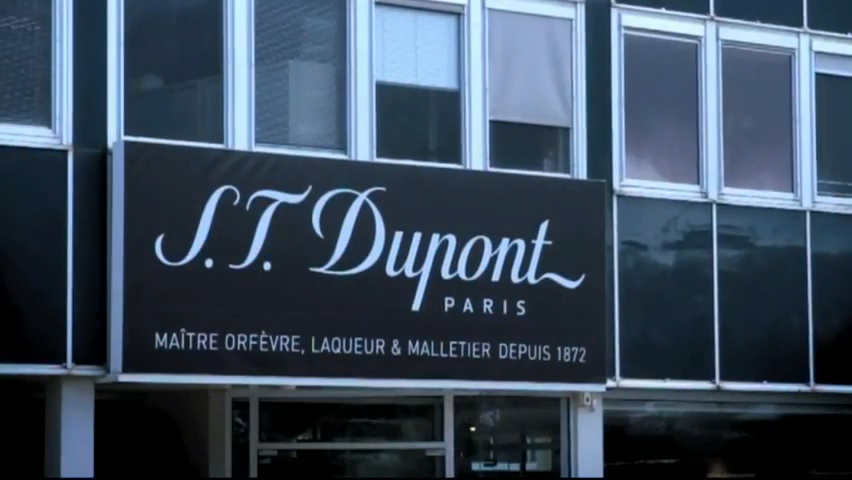 S.T. Dupont
PARIS
MAÎTRE ORFÈVRE, LAQUEUR & MALLETIER DEPUIS 1872